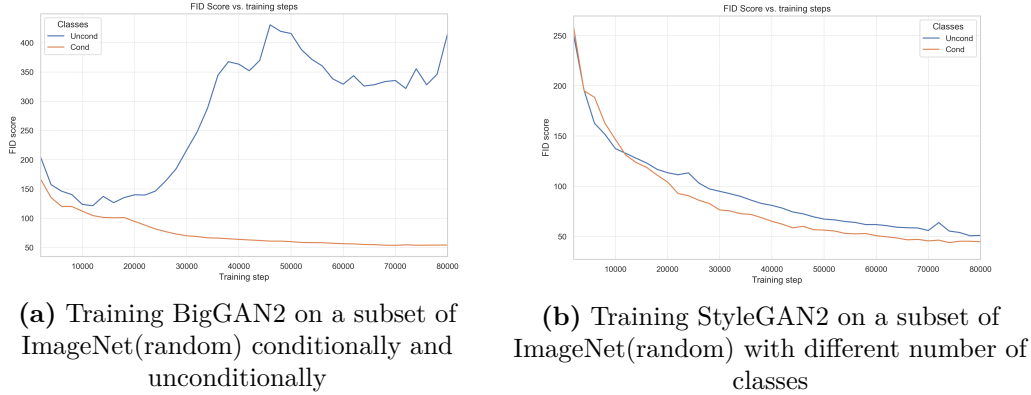 FID Score vs. training steps
Classes
Uncond
Cond
400
350
300
250
200
150
100
50
FID score
10000 20000 30000 40000 50000 60000 70000 80000
Training step
(a) Training BigGAN2 on a subset of
ImageNet(random) conditionally and
unconditionally
FID Score vs. training steps
Classes
Uncond
Cond
250
200
150
100
50
FID score
10000 20000 30000 40000 50000 60000 70000 80000
Training step
(b) Training StyleGAN2 on a subset of
ImageNet(random) with different number of
classes